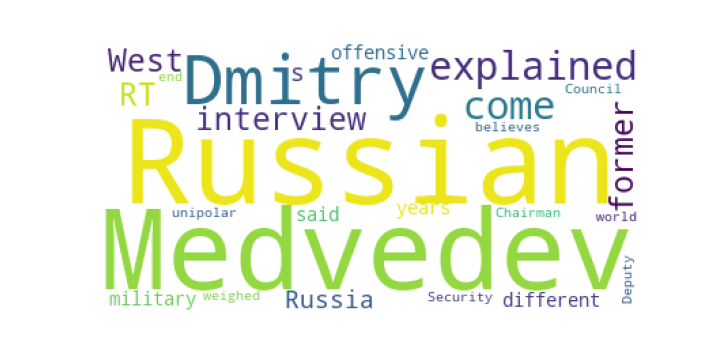 West
end
s
offensive
Dmitry
explained
RT
come
Council
interview
believes
former
Russian
unipolar
said
years
Chairman
world
Medvedev
military
weighed
Russia
Security
different
Deputy